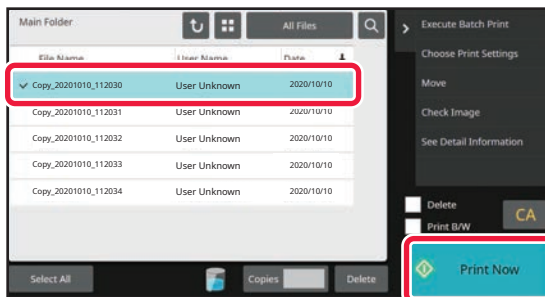 Main Folder
All Files
File Name User Name Date
Copy_20201010_112030 User Unknown 2020/10/10
Copy_20201010_112031 User Unknown 2020/10/10
Copy_20201010_112032 User Unknown 2020/10/10
Copy_20201010_112033 User Unknown 2020/10/10
Copy_20201010_112034 User Unknown 2020/10/10
Select All
Copies
Delete
Execute Batch Print
Choose Print Settings
Move
Check Image
See Detail Information
Delete
Print B/W
CA
Print Now